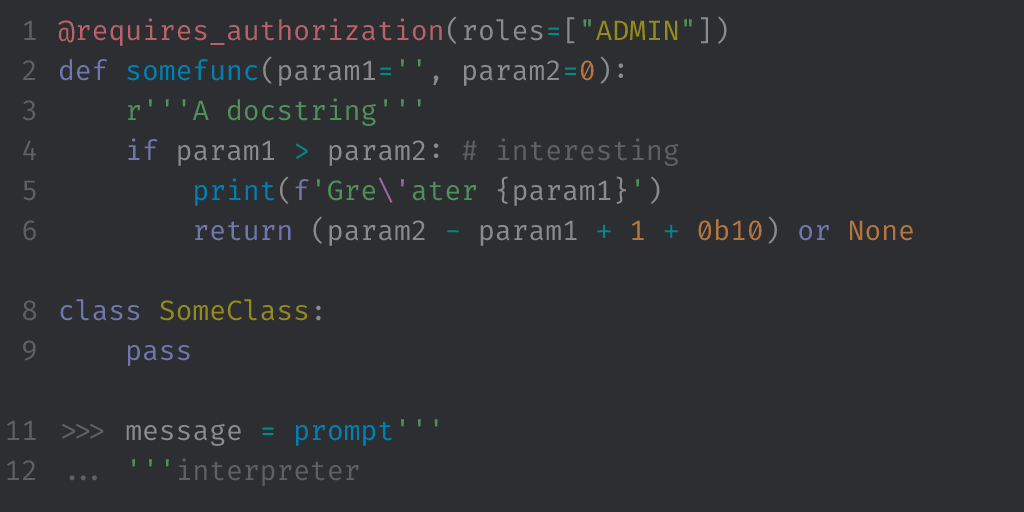 1 @requires_authorization(roles=["ADMIN"])
2 def somefunc(param1='', param2=0):
3     r'''A docstring'''
4     if param1 > param2: # interesting
5         print(f'Gre\'ater {param1}')
6         return (param2 - param1 + 1 + 0b10) or None
8 class SomeClass:
9     pass
11 >>> message = prompt'''
12 ... '''interpreter